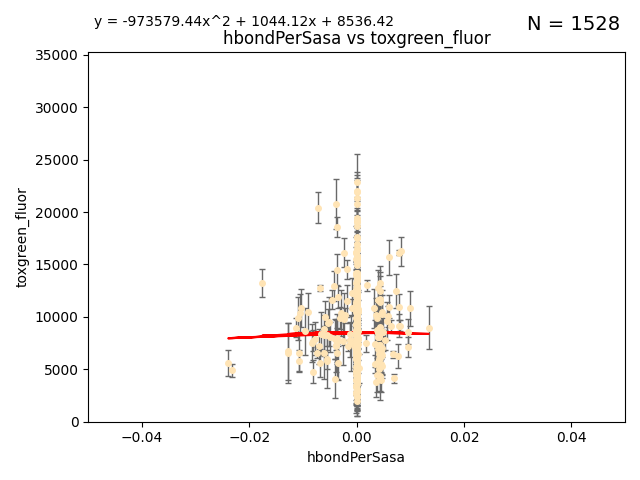 y = -973579.44x^2 + 1044.12x + 8536.42
N = 1528
hbondPerSasa vs toxgreen_fluor
35000
30000
25000
20000
15000
10000
5000
0
toxgreen_fluor
−0.04
−0.02
0.00
0.02
0.04
hbondPerSasa